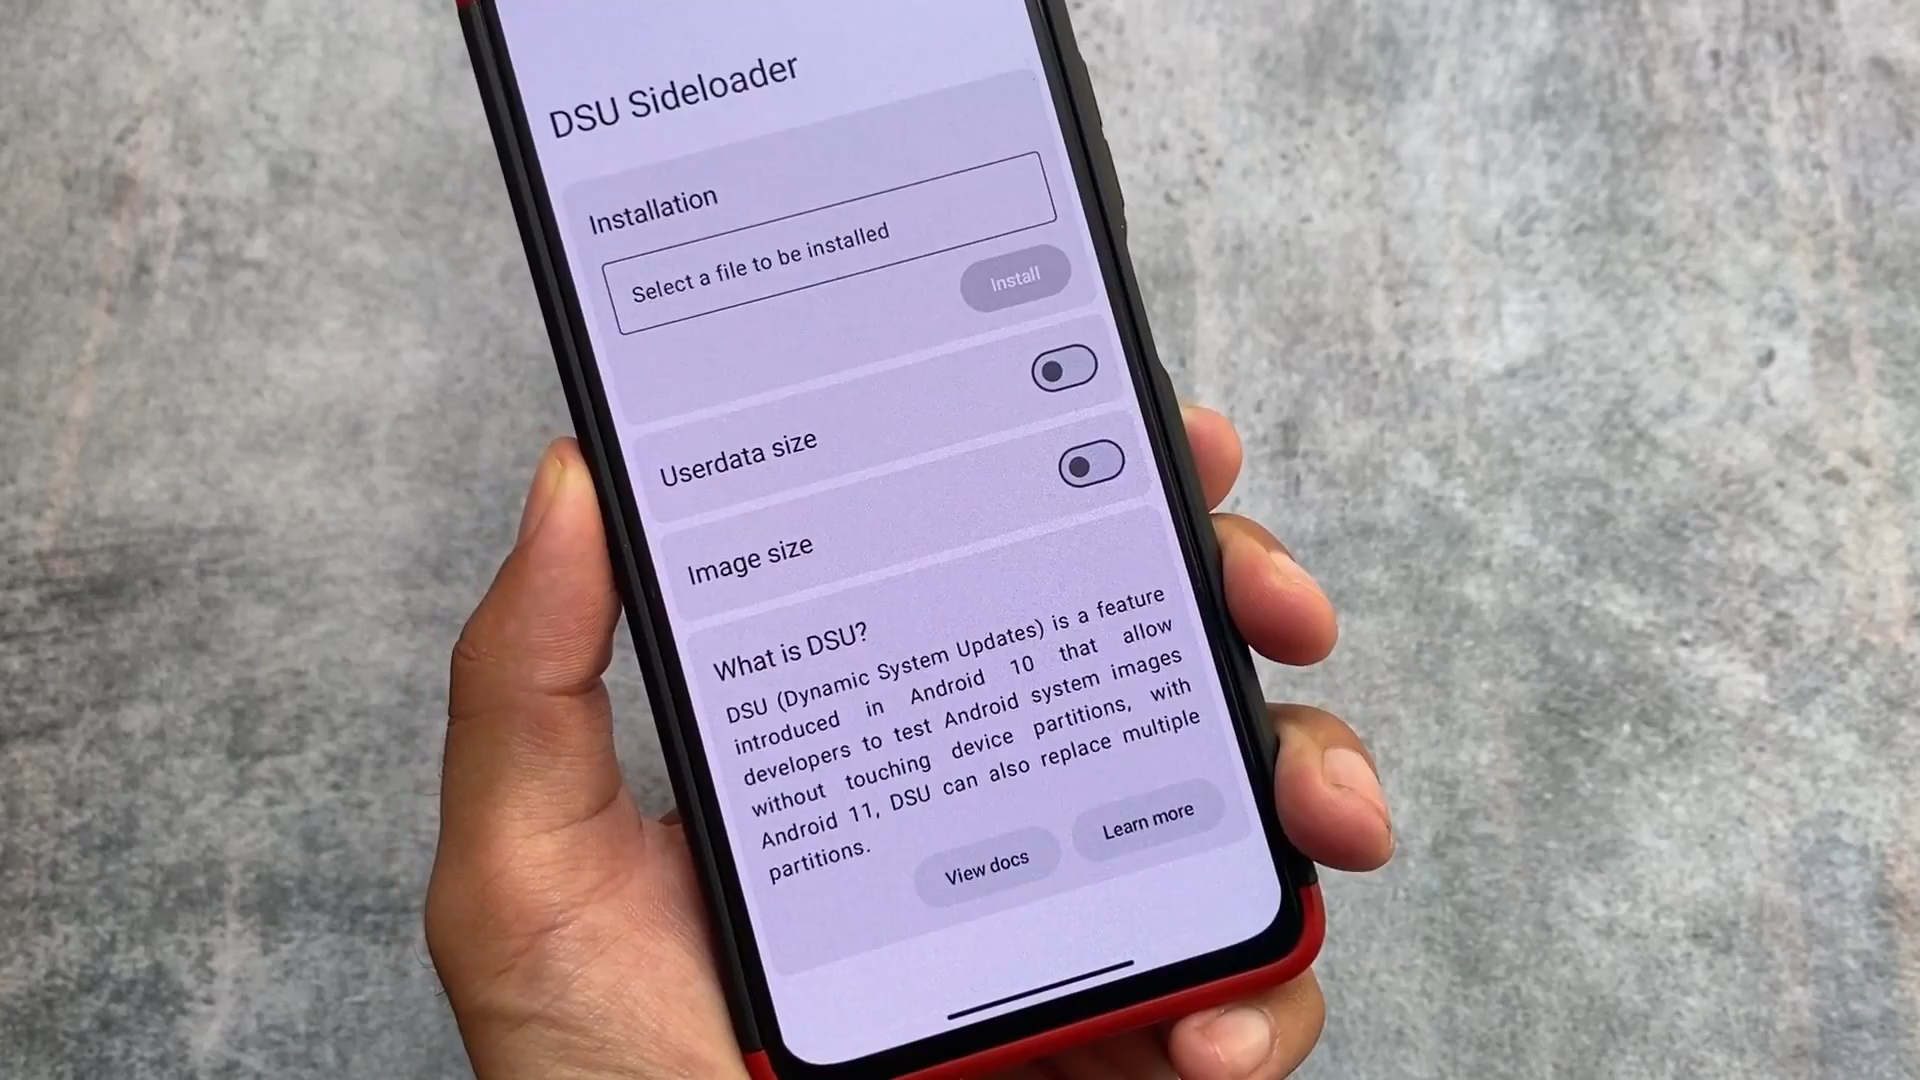 DSU Sideloader
Installation
Select a file to be installed
Install
Userdata size
Image size
What is DSU?
DSU (Dynamic System Updates) is a feature
introduced in Android 10 that allow
developers to test Android system images
without touching device partitions, with
Android 11, DSU can also replace multiple
partitions.
View docs
Learn more